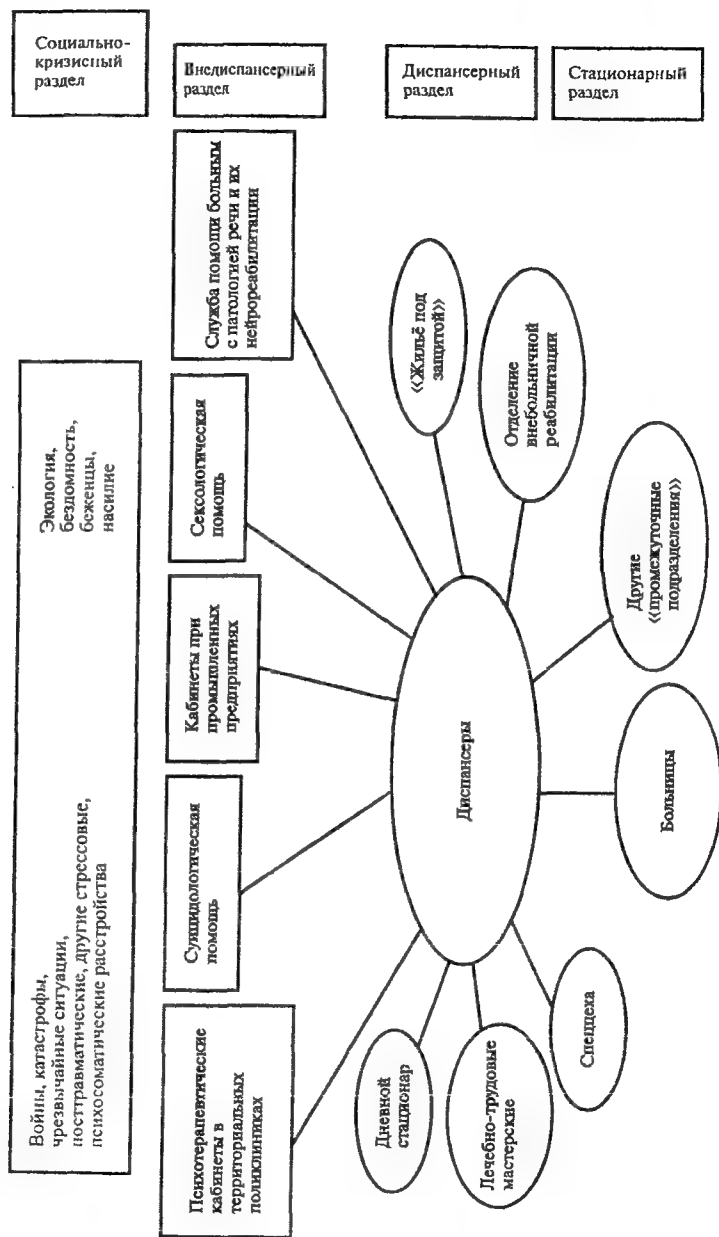 Войны, катастрофы,
чрезвычайные ситуации,
посттравматические, другие стрессовые,
психосоматические расстройства
Экология,
бездомность,
беженцы,
насилие
Социально-
кризисный
раздел
Психотерапевтические
кабинеты в
территориальных
поликлиниках
Суицидологическая
помощь
Кабинеты при
промышленных
предприятиях
Сексологическая
помощь
Служба помощи больным
с патологией речи и их
нейрореабилитации
Внедиспансерный
раздел
Диспансеры
Дневной
стационар
Лечебно-трудовые
мастерские
Спеццеха
Больницы
Другие
«промежуточные
подразделения»
Отделение
внебольничной
реабилитации
«Жильё под
защитой»
Диспансерный
раздел
Стационарный
раздел